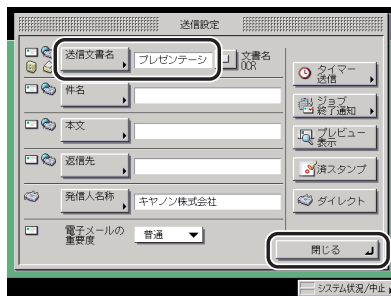 送信設定
送信文書名
プレゼンテーシ
文書名
OCR
タイマー
送信
件名
ジョブ
終了通知
本文
プレビュー
表示
返信先
済スタンプ
発信人名称
キヤノン株式会社
ダイレクト
電子メールの
重要度
普通
閉じる
システム状況/中止